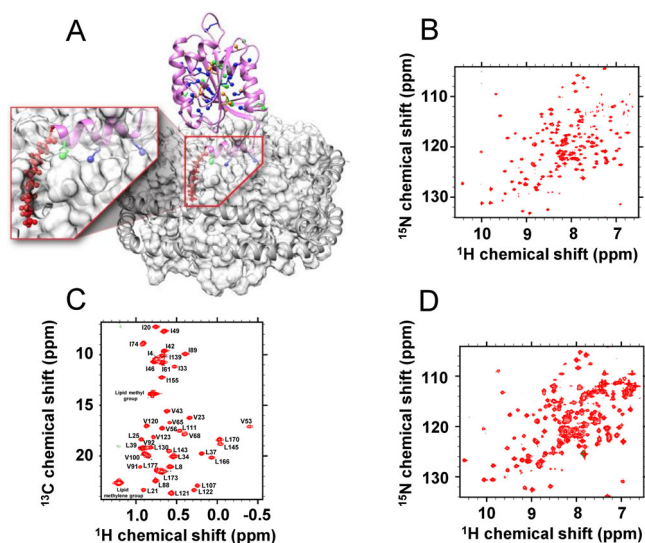 A
B
110
120
130
15N chemical shift (ppm)
10 9 8 7
1H chemical shift (ppm)
C
10
15
20
13C chemical shift (ppm)
I20
I49
I74
I42
I4
I139
I89
I46
I61
I33
I155
Lipid methyl
group
V43
V23
V120
V65
V53
V56
L111
L25
V123
V68
L170
L39
V92
L130
L143
L145
V100
L34
L166
V91
L177
L8
L173
L88
L107
Lipid
methylene group
L21
L121
L122
1.0 0.5 0.0 -0.5
1H chemical shift (ppm)
D
110
120
130
15N chemical shift (ppm)
10 9 8 7
1H chemical shift (ppm)